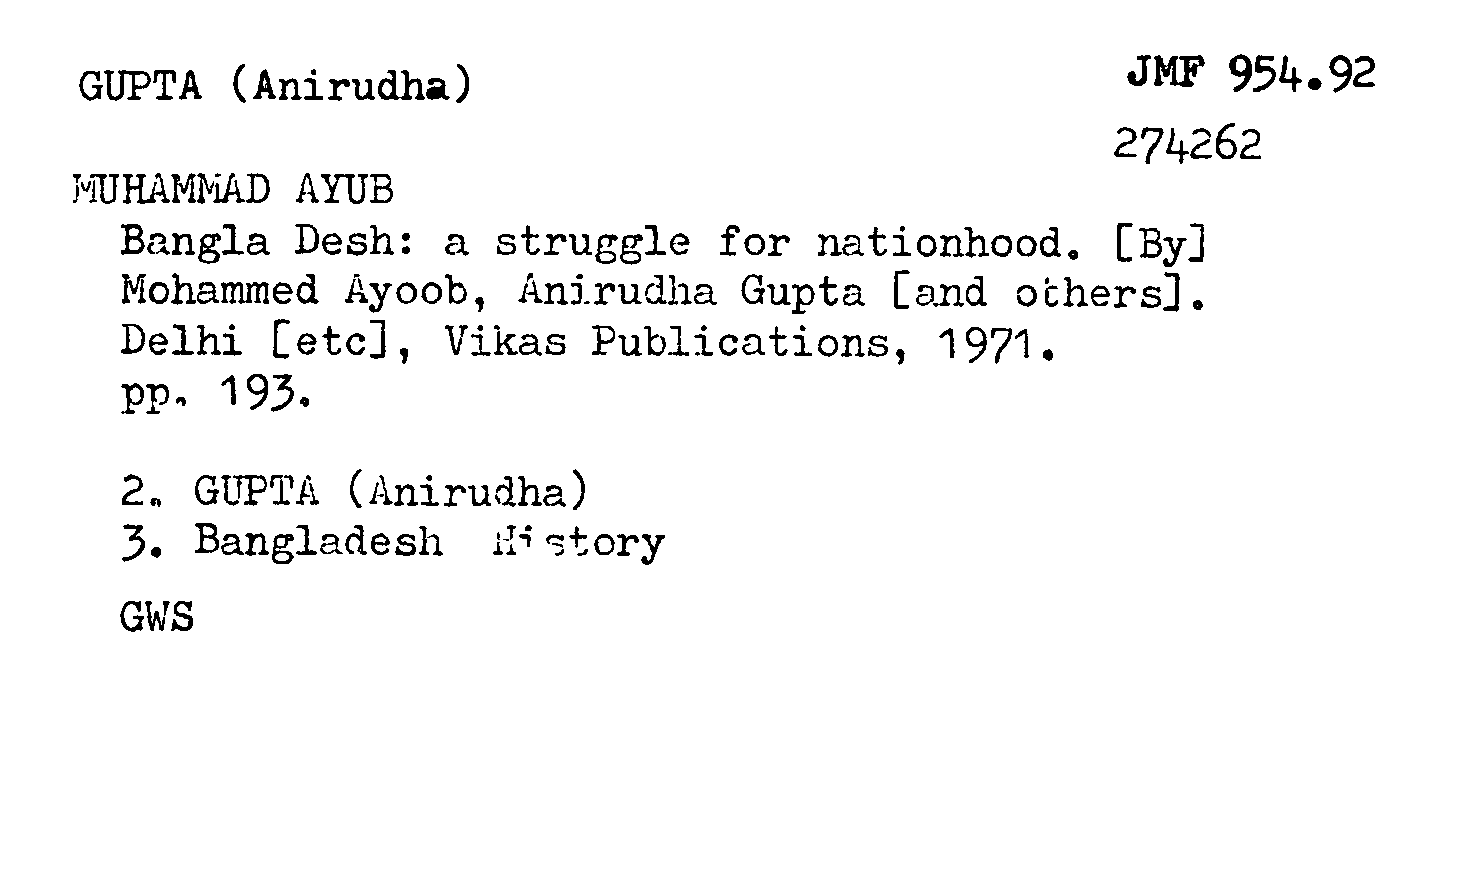 GUPTA (Anirudha)
JMF 954.92
274262
MUHAMMAD AYUB
Bangla Desh: a struggle for nationhood. [By]
Mohammed Ayoob, Anirudha Gupta [and others].
Delhi [etc], Vikas Publications, 1971.
pp. 193.
2. GUPTA (Anirudha)
3. Bangladesh History
GWS